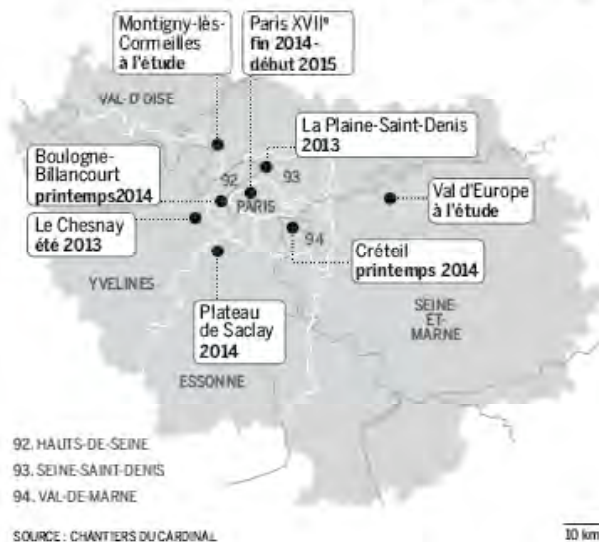 Montigny-lès-
Cormeilles
à l'étude
Paris XVIIe
fin 2014-
début 2015
VAL-D'OISE
La Plaine-Saint-Denis
2013
Boulogne-
Billancourt
printemps2014
92
93
PARIS
Val d'Europe
à l'étude
Le Chesnay
été 2013
94
Créteil
printemps 2014
YVELINES
Plateau
de Saclay
2014
SEINE-
ET-
MARNE
ESSONNE
92. HAUTS-DE-SEINE
93. SEINE-SAINT-DENIS
94. VAL-DE-MARNE
SOURCE : CHANTIERS DU CARDINAL
10 km